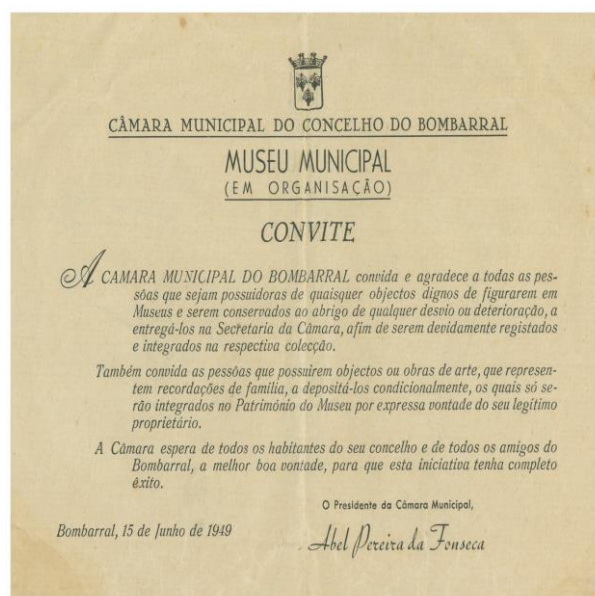 CÂMARA MUNICIPAL DO CONCELHO DO BOMBARRAL
MUSEU MUNICIPAL
(EM ORGANISAÇÃO)
CONVITE
A CAMARA MUNICIPAL DO BOMBARRAL convida e agradece a todas as pes-
sôas que sejam possuidoras de quaisquer objectos dignos de figurarem em
Museus e serem conservados ao abrigo de qualquer desvio ou deterioração, a
entregá-los na Secretaria da Câmara, afim de serem devidamente registados
e integrados na respectiva colecção.
Também convida as pessôas que possuirem objectos ou obras de arte, que represen-
tem recordações de família, a depositá-los condicionalmente, os quais só se-
rão integrados no Património do Museu por expressa vontade do seu legítimo
proprietário.
A Câmara espera de todos os habitantes do seu concelho e de todos os amigos do
Bombarral, a melhor boa vontade, para que esta iniciativa tenha completo
êxito.
O Presidente da Câmara Municipal,
Bombarral, 15 de Junho de 1949
Abel Pereira da Fonseca